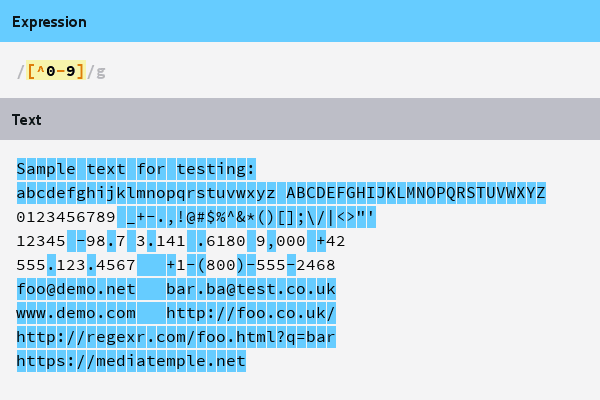 Expression
/[^0-9]/g
Text
Sample text for testing:
abcdefghijklmnopqrstuvwxyz ABCDEFGHIJKLMNOPQRSTUVWXYZ
0123456789 _+-.,!@#$%^&*()[];\/|<>"'
12345 -98.7 3.141 .6180 9,000 +42
555.123.4567   +1-(800)-555-2468
foo@demo.net   bar.ba@test.co.uk
www.demo.com   http://foo.co.uk/
http://regexr.com/foo.html?q=bar
https://mediatemple.net